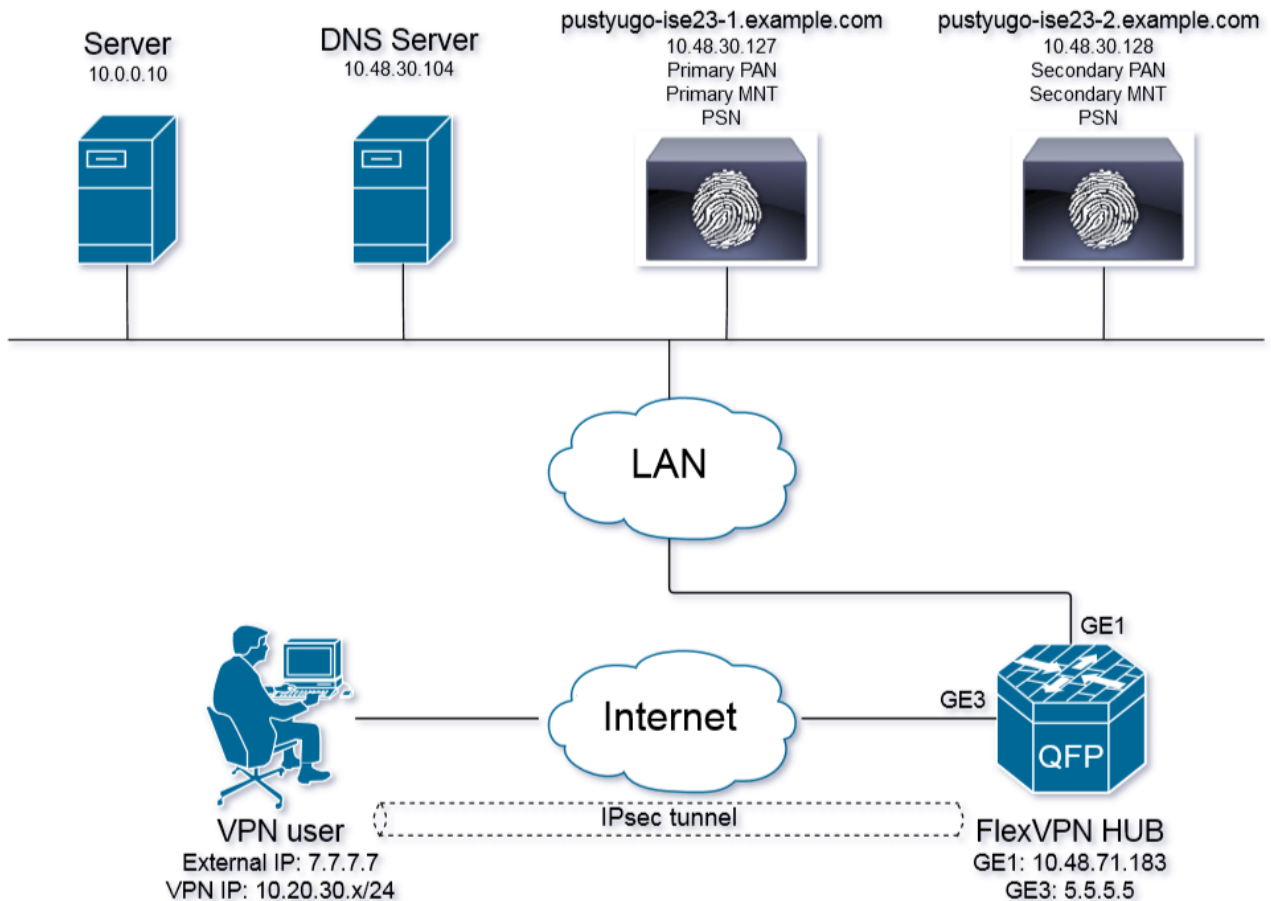 Server
10.0.0.10
DNS Server
10.48.30.104
pustyugo-ise23-1.example.com
10.48.30.127
Primary PAN
Primary MNT
PSN
pustyugo-ise23-2.example.com
10.48.30.128
Secondary PAN
Secondary MNT
PSN
LAN
GE1
GE3
Internet
QFP
IPsec tunnel
VPN user
External IP: 7.7.7.7
VPN IP: 10.20.30.x/24
FlexVPN HUB
GE1: 10.48.71.183
GE3: 5.5.5.5